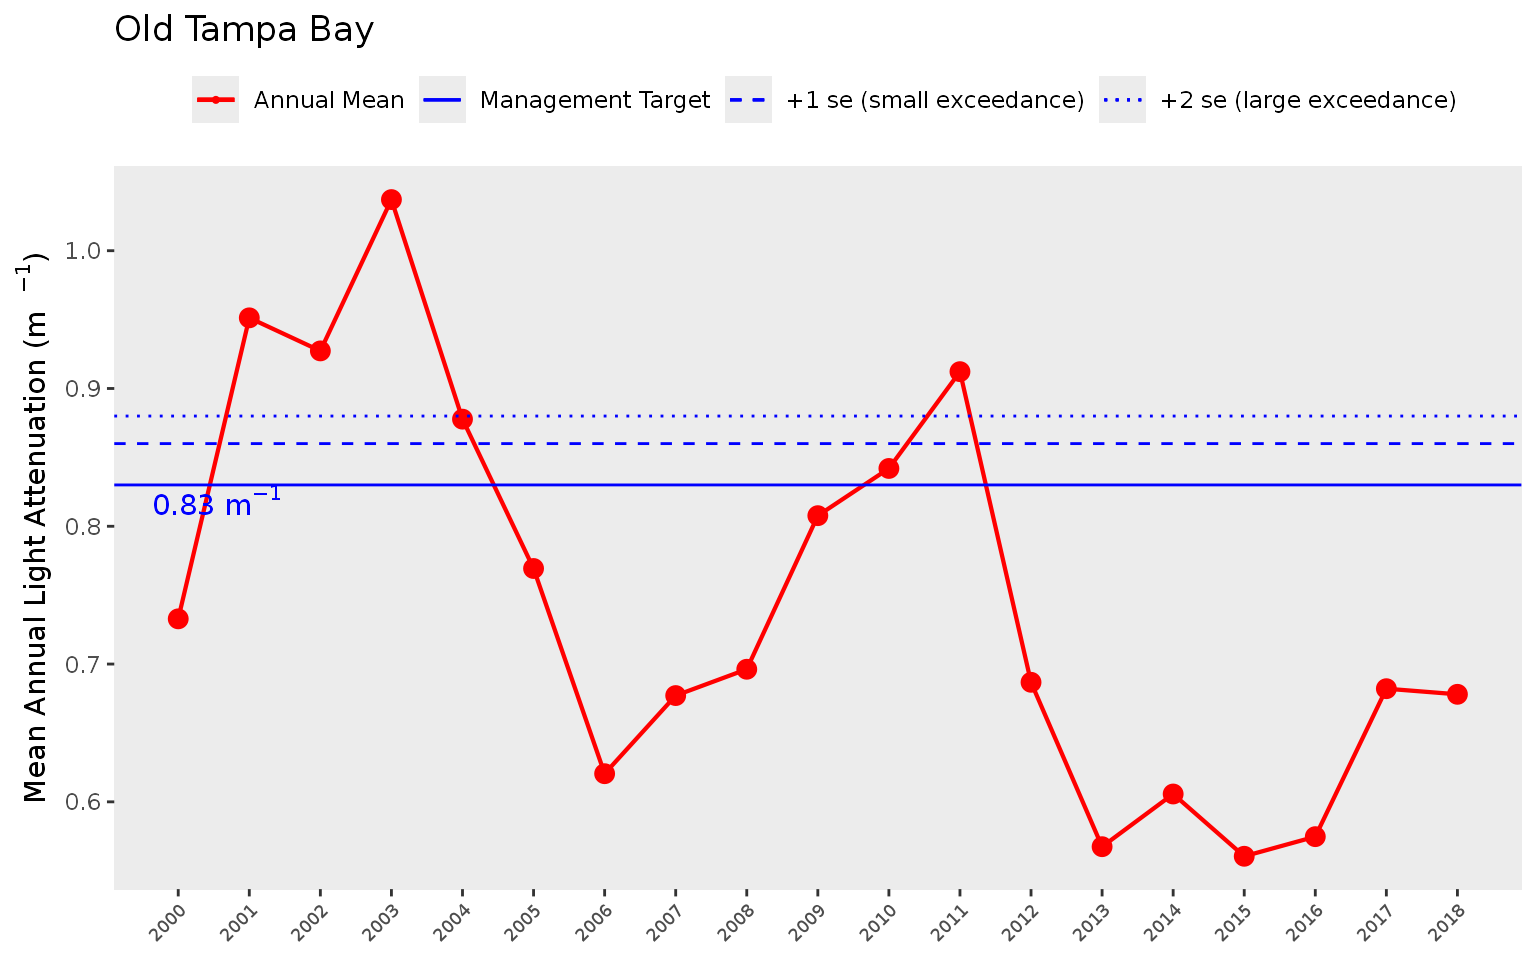 Old Tampa Bay
Annual Mean Management Target +1 se (small exceedance) +2 se (large exceedance)
Mean Annual Light Attenuation (m ⁻¹)
1.0
0.9
0.8
0.7
0.6
0.83 m⁻¹
2000 2001 2002 2003 2004 2005 2006 2007 2008 2009 2010 2011 2012 2013 2014 2015 2016 2017 2018